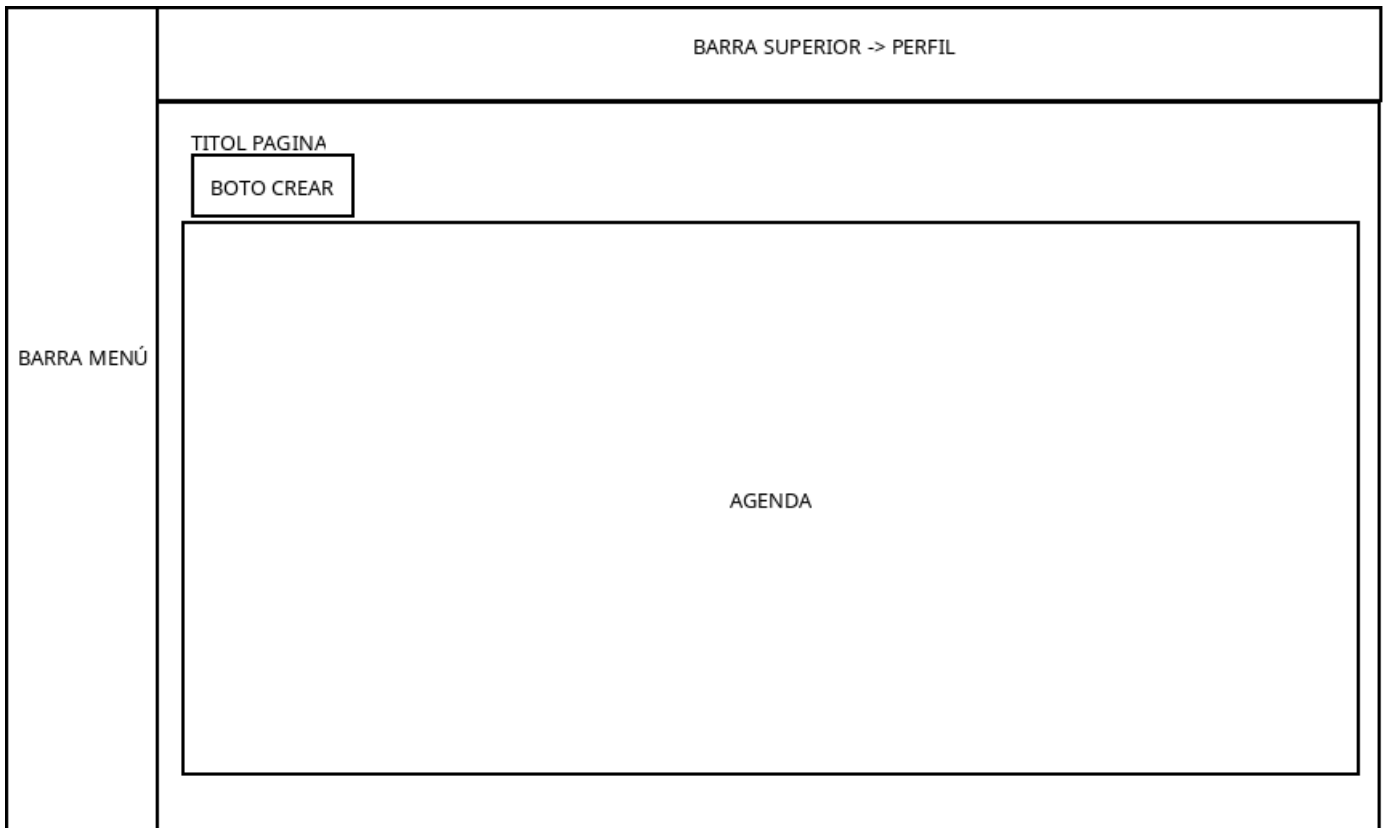 BARRA SUPERIOR -> PERFIL
TITOL PAGINA
BOTO CREAR
BARRA MENÚ
AGENDA